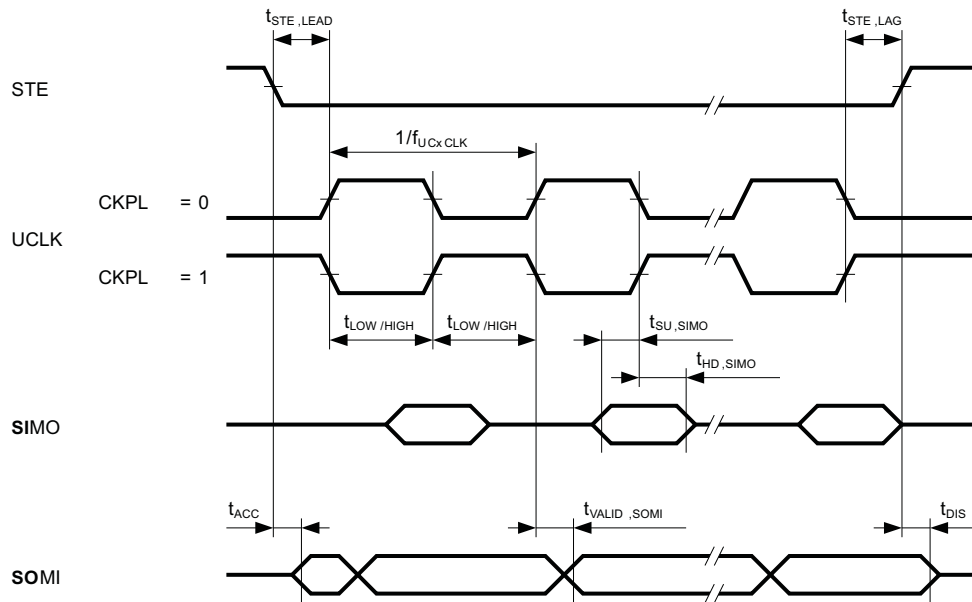 tSTE,LEAD
tSTE,LAG
STE
1/fUCxCLK
CKPL = 0
UCLK
CKPL = 1
tLOW/HIGH tLOW/HIGH
tSU,SIMO
tHD,SIMO
SIMO
tACC
tVALID,SOMI
tDIS
SOMI